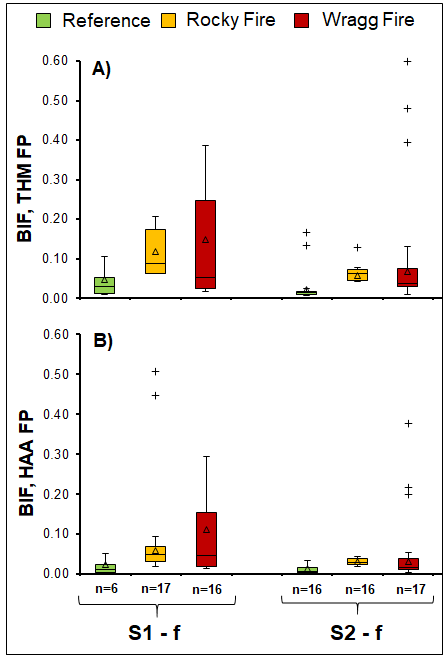 Reference Rocky Fire Wragg Fire
A)
BIF, THM FP
0.60
0.50
0.40
0.30
0.20
0.10
0.00
B)
BIF, HAA FP
0.60
0.50
0.40
0.30
0.20
0.10
0.00
n=6 n=17 n=16 n=16 n=16 n=17
S1 - f S2 - f